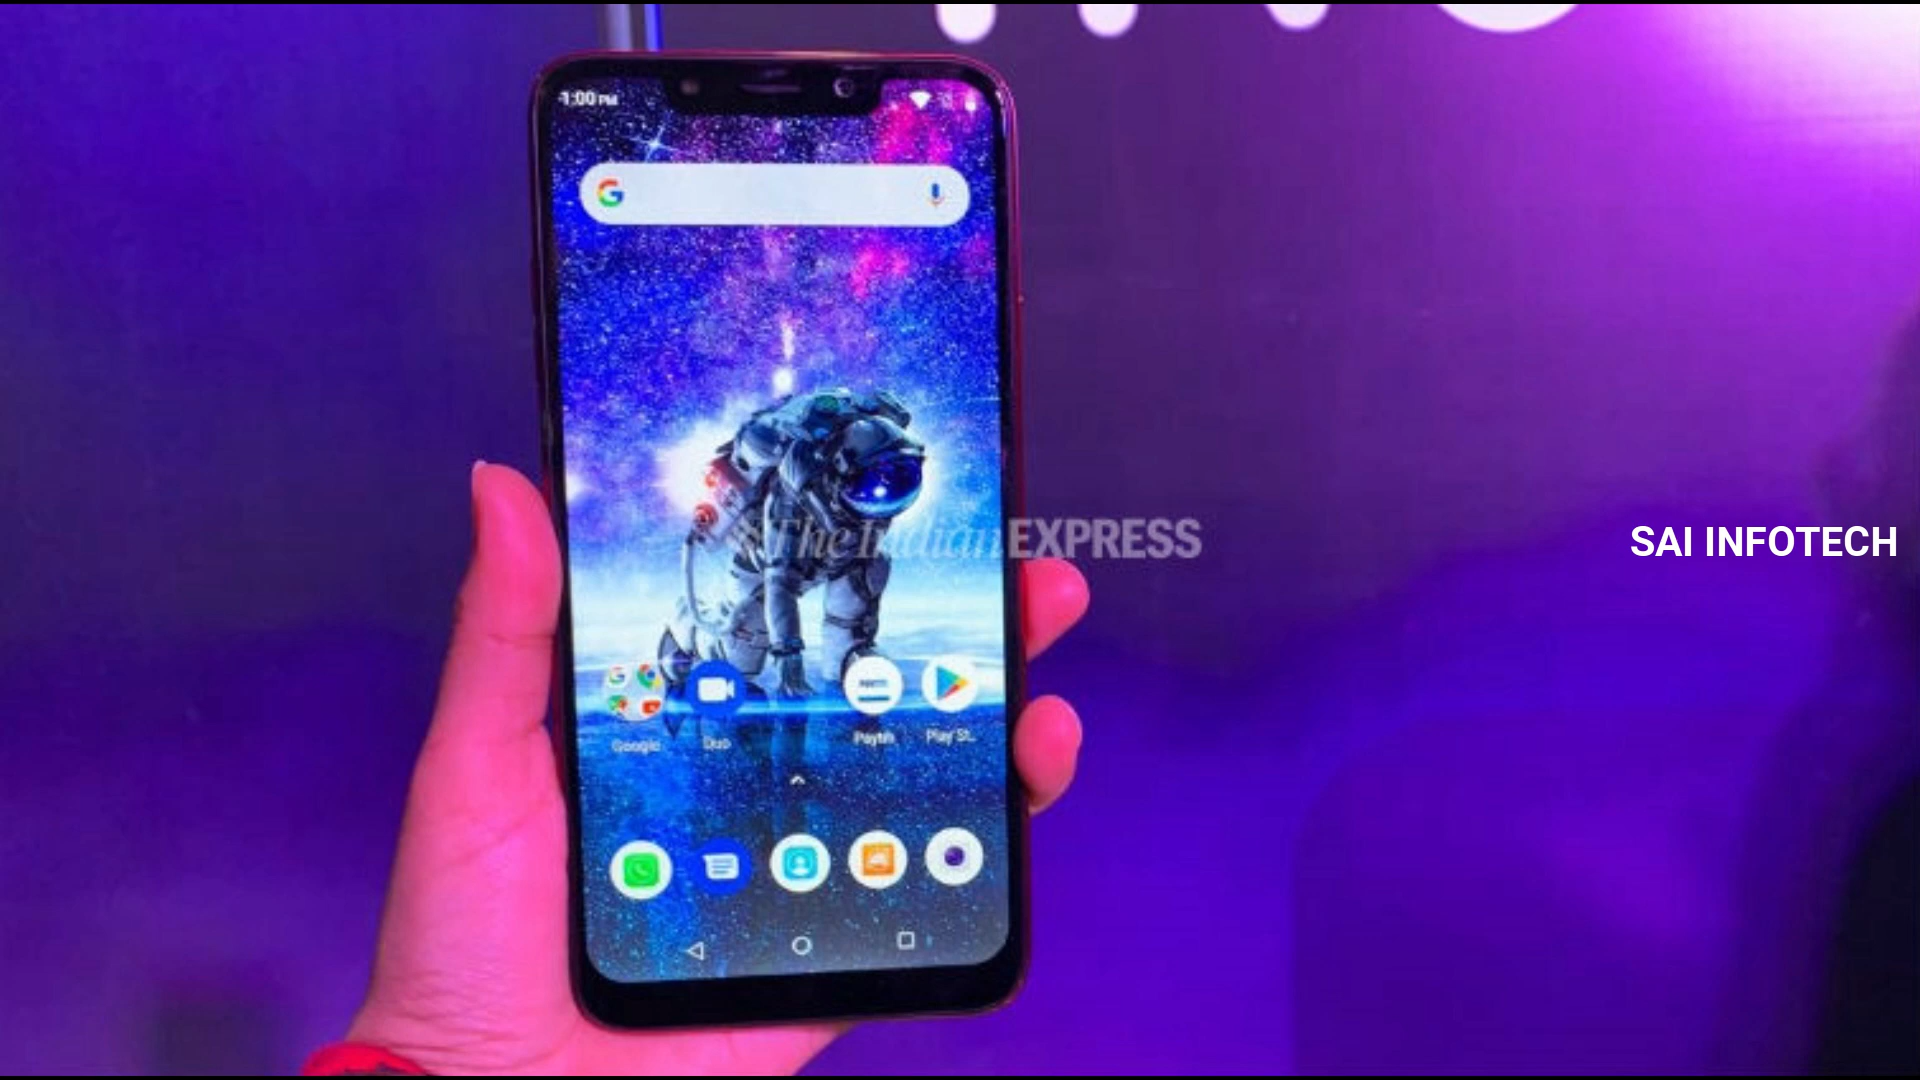 1:00 PM
G
The Indian EXPRESS
SAI INFOTECH
Google
Duo
Paytm
Play St..